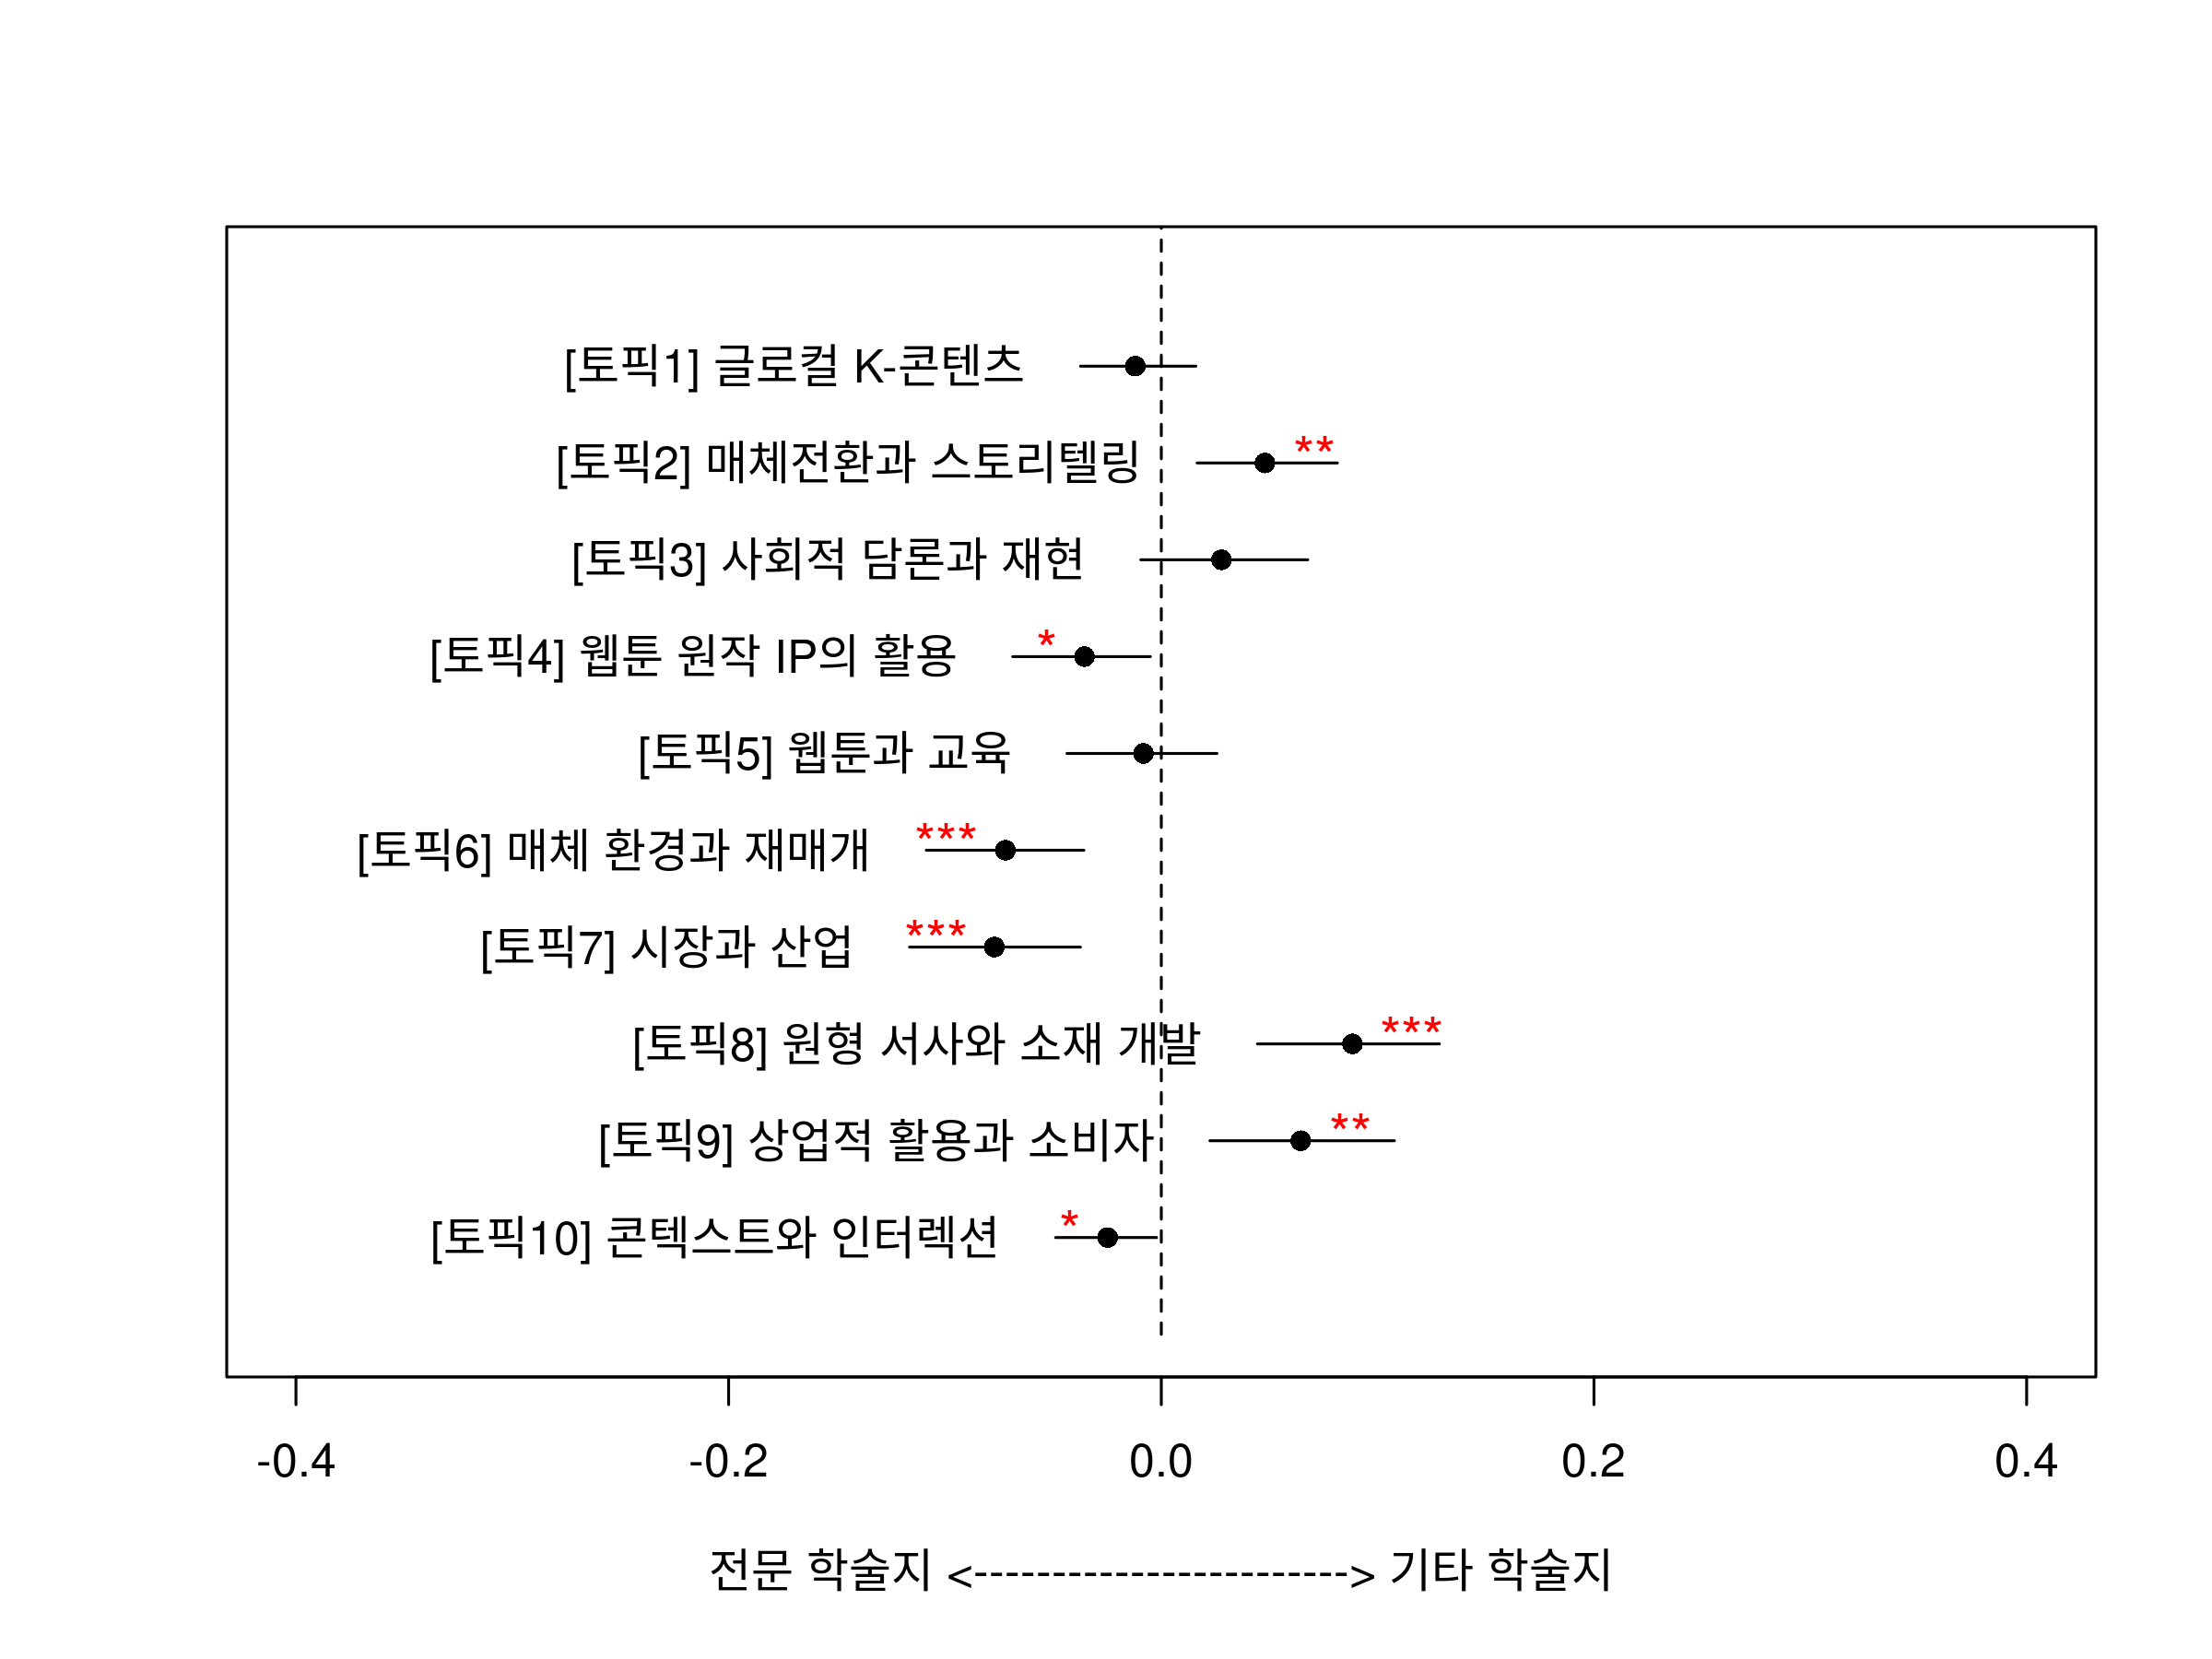 [토픽1] 글로컬 K-콘텐츠
[토픽2] 매체전환과 스토리텔링 **
[토픽3] 사회적 담론과 재현
[토픽4] 웹툰 원작 IP의 활용 *
[토픽5] 웹툰과 교육
[토픽6] 매체 환경과 재매개 ***
[토픽7] 시장과 산업 ***
[토픽8] 원형 서사와 소재 개발 ***
[토픽9] 상업적 활용과 소비자 **
[토픽10] 콘텍스트와 인터렉션 *
-0.4 -0.2 0.0 0.2 0.4
전문 학술지 <------------------------> 기타 학술지